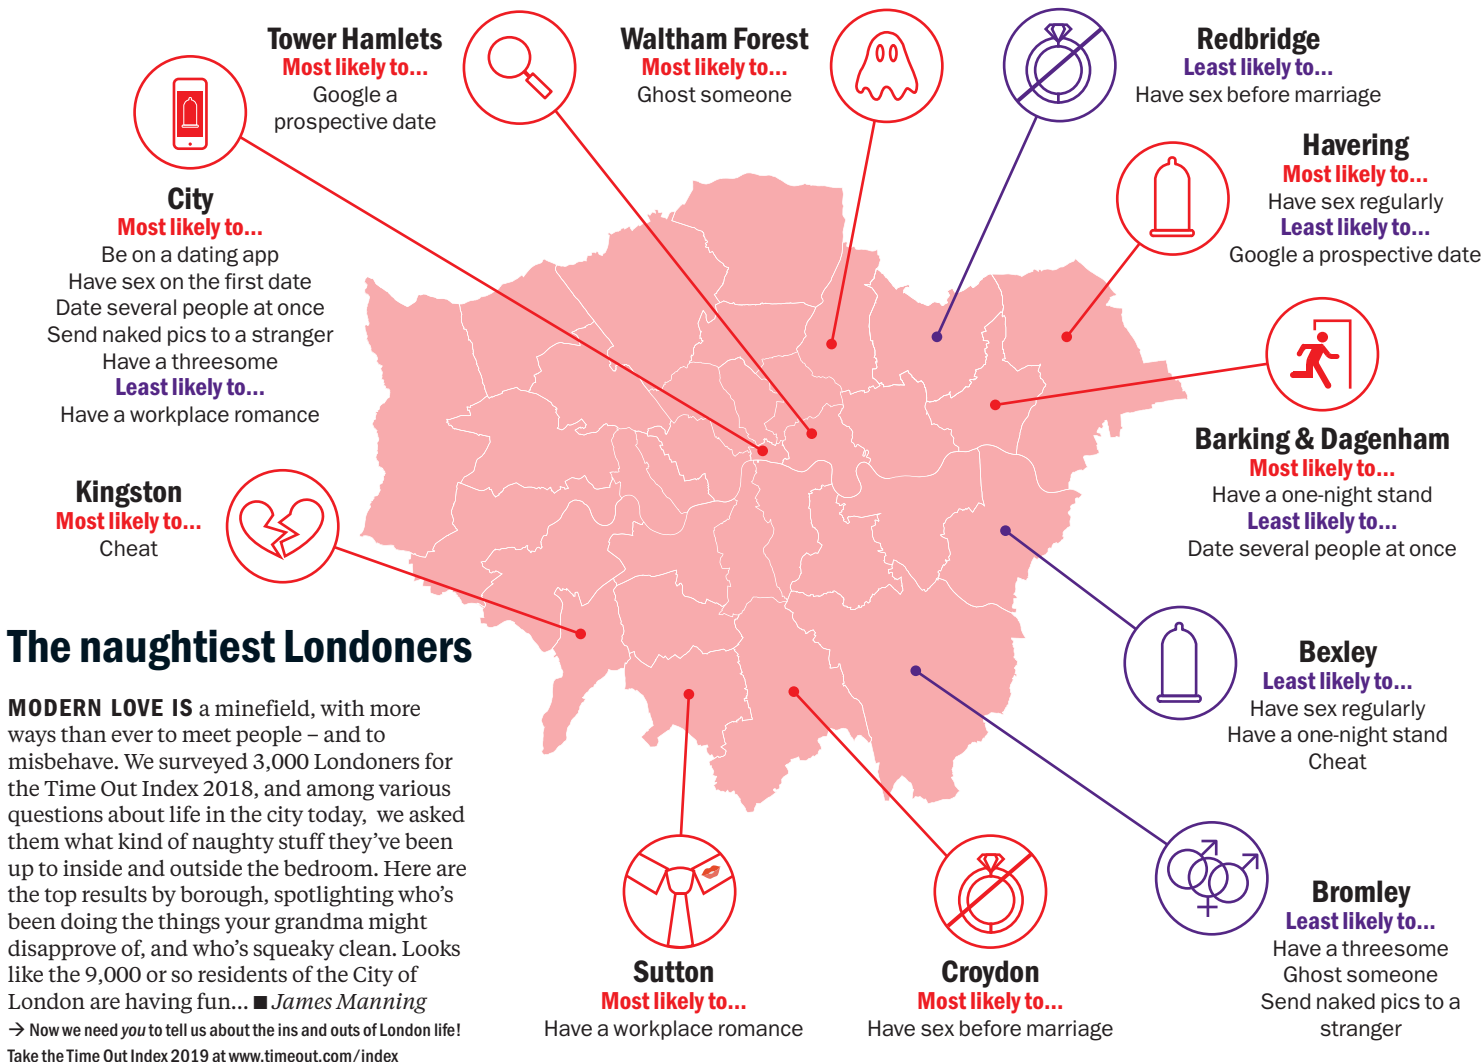 Tower Hamlets
Most likely to...
Google a
prospective date
Waltham Forest
Most likely to...
Ghost someone
Redbridge
Least likely to...
Have sex before marriage
Havering
Most likely to...
Have sex regularly
Least likely to...
Google a prospective date
City
Most likely to...
Be on a dating app
Have sex on the first date
Date several people at once
Send naked pics to a stranger
Have a threesome
Least likely to...
Have a workplace romance
Barking & Dagenham
Most likely to...
Have a one-night stand
Least likely to...
Date several people at once
Kingston
Most likely to...
Cheat
Bexley
Least likely to...
Have sex regularly
Have a one-night stand
Cheat
Bromley
Least likely to...
Have a threesome
Ghost someone
Send naked pics to a
stranger
Sutton
Most likely to...
Have a workplace romance
Croydon
Most likely to...
Have sex before marriage
The naughtiest Londoners
MODERN LOVE IS a minefield, with more
ways than ever to meet people – and to
misbehave. We surveyed 3,000 Londoners for
the Time Out Index 2018, and among various
questions about life in the city today, we asked
them what kind of naughty stuff they've been
up to inside and outside the bedroom. Here are
the top results by borough, spotlighting who's
been doing the things your grandma might
disapprove of, and who's squeaky clean. Looks
like the 9,000 or so residents of the City of
London are having fun... ■ James Manning
→ Now we need you to tell us about the ins and outs of London life!
Take the Time Out Index 2019 at www.timeout.com/index